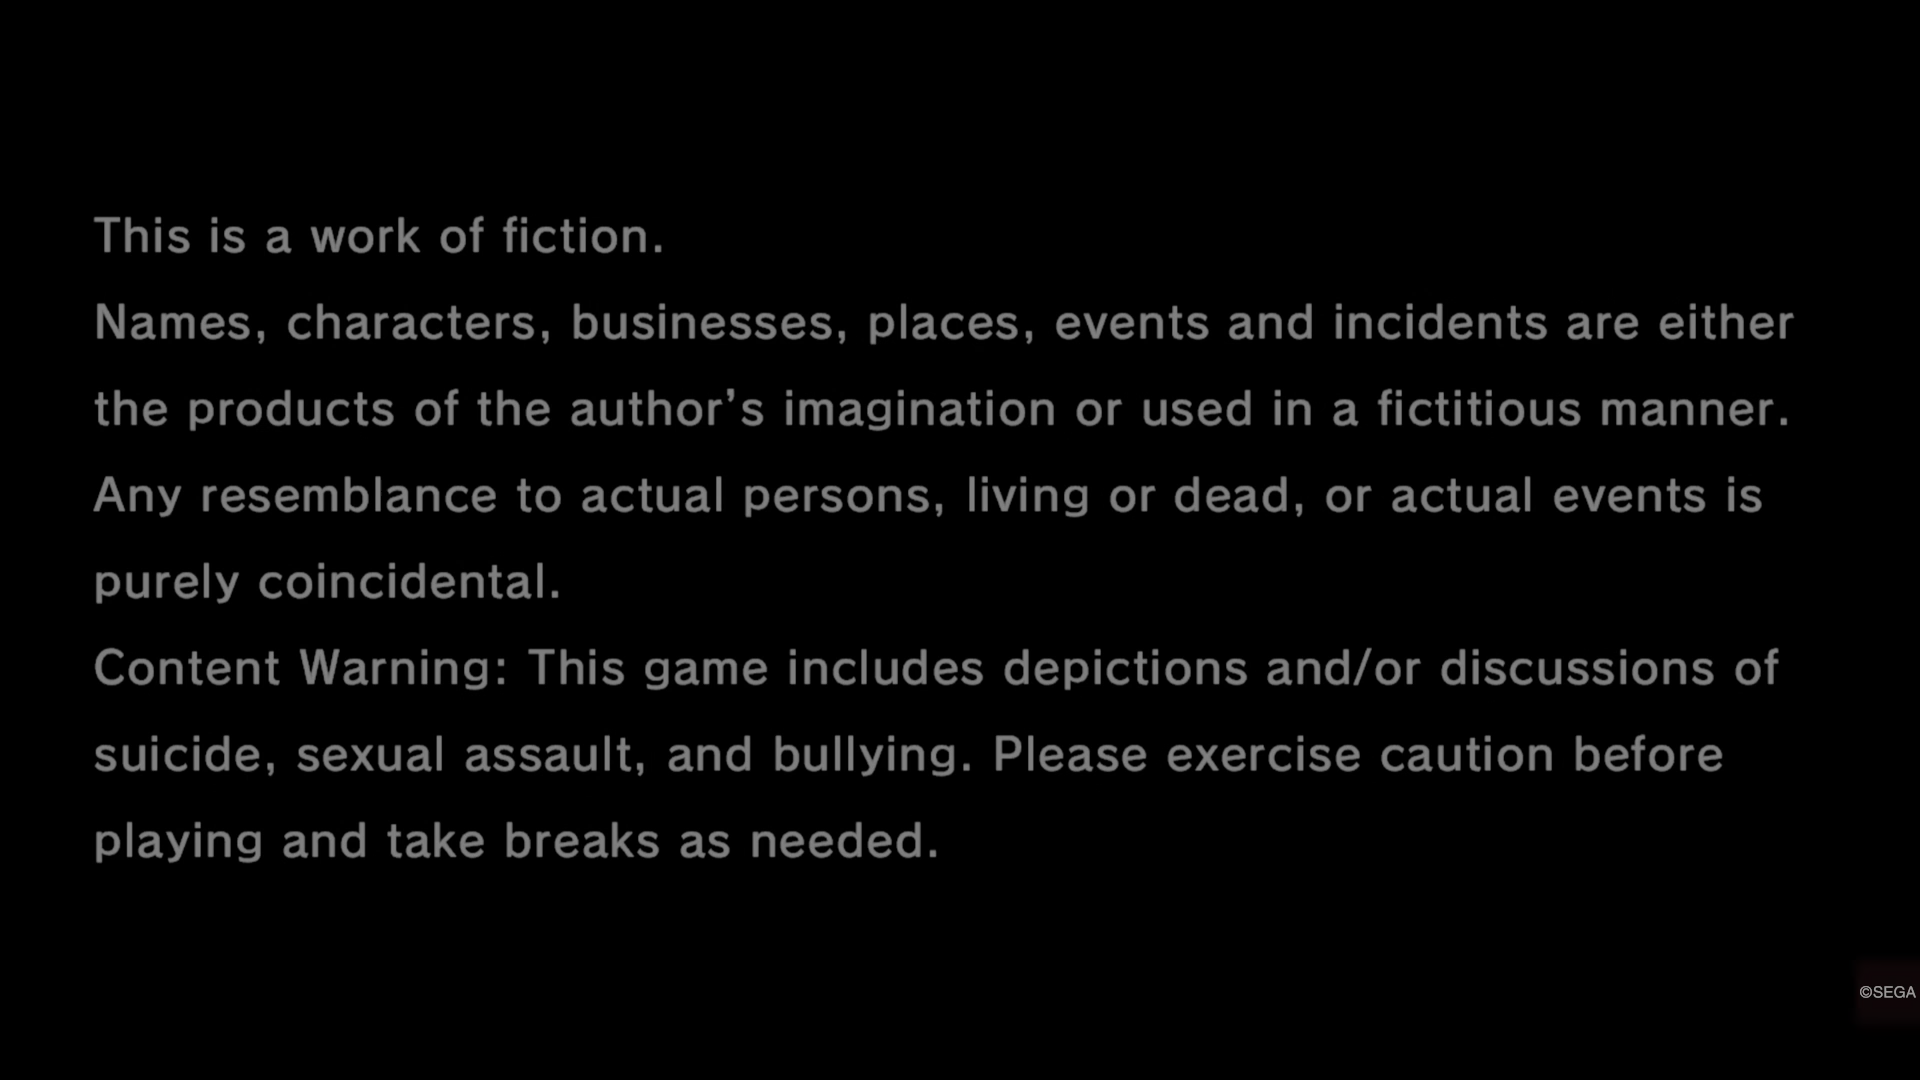 This is a work of fiction.
Names, characters, businesses, places, events and incidents are either
the products of the author’s imagination or used in a fictitious manner.
Any resemblance to actual persons, living or dead, or actual events is
purely coincidental.
Content Warning: This game includes depictions and/or discussions of
suicide, sexual assault, and bullying. Please exercise caution before
playing and take breaks as needed.
©SEGA